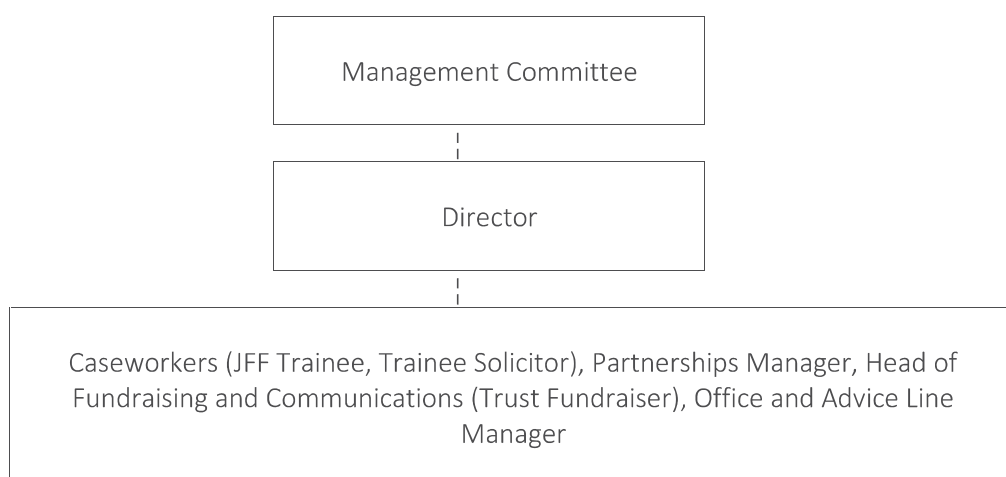 Management Committee
Director
Caseworkers (JFF Trainee, Trainee Solicitor), Partnerships Manager, Head of
Fundraising and Communications (Trust Fundraiser), Office and Advice Line
Manager